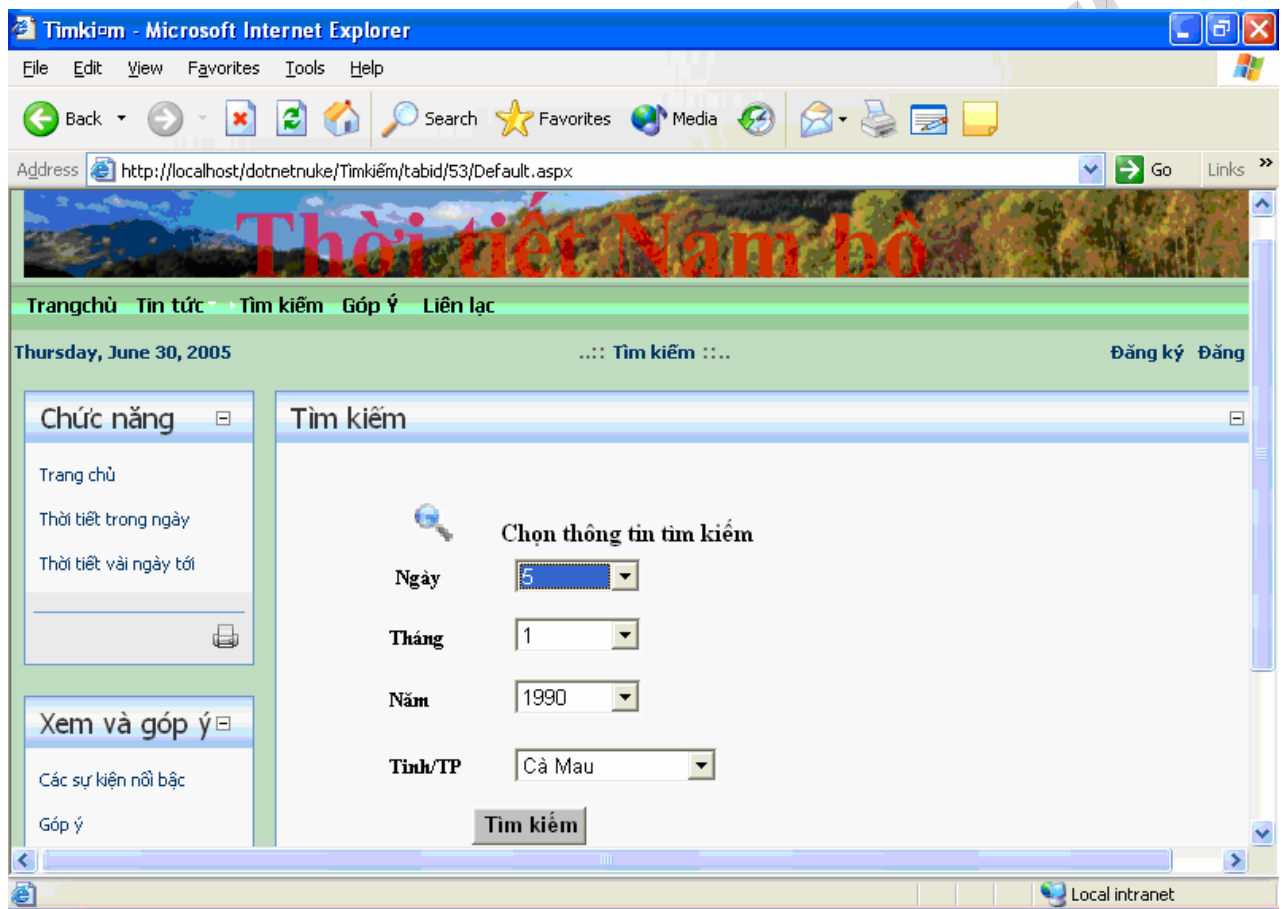 Timki¤m - Microsoft Internet Explorer
File Edit View Favorites Tools Help
Back Search Favorites Media
Address http://localhost/dotnetnuke/Tìmkiếm/tabid/53/Default.aspx Go Links »
Thời tiết Nam bộ
Trangchủ Tin tức Tìm kiếm Góp Ý Liên lạc
Thursday, June 30, 2005 ..:: Tìm kiếm ::.. Đăng ký Đăng
Chức năng
Trang chủ
Thời tiết trong ngày
Thời tiết vài ngày tới
Xem và góp ý
Các sự kiện nổi bậc
Góp ý
Tìm kiếm
Chọn thông tin tìm kiếm
Ngày 5
Tháng 1
Năm 1990
Tỉnh/TP Cà Mau
Tìm kiếm
Local intranet